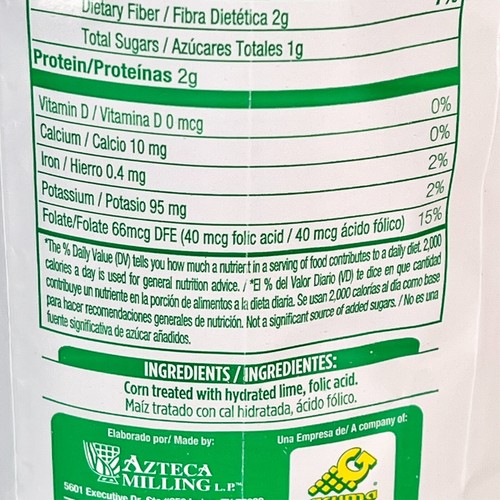 Dietary Fiber / Fibra Dietética 2g
Total Sugars / Azúcares Totales 1g
Protein/Proteínas 2g
Vitamin D / Vitamina D 0 mcg 0%
Calcium / Calcio 10 mg 0%
Iron / Hierro 0.4 mg 2%
Potassium / Potasio 95 mg 2%
Folate/Folate 66mcg DFE (40 mcg folic acid / 40 mcg ácido fólico) 15%
*The % Daily Value (DV) tells you how much a nutrient in a serving of food contributes to a daily diet. 2,000
calories a day is used for general nutrition advice. / *El % del Valor Diario (VD) te dice en que cantidad
contribuye un nutriente en la porción de alimentos a la dieta diaria. Se usan 2,000 calorías al día como base
para hacer recomendaciones generales de nutrición. Not a significant source of added sugars. / No es una
fuente significativa de azúcar añadidos.
INGREDIENTS / INGREDIENTES:
Corn treated with hydrated lime, folic acid.
Maíz tratado con cal hidratada, ácido fólico.
Elaborado por/ Made by:
Una Empresa de/ A company of:
AZTECA
MILLING L.P.™
G
5601 Executive Dr.